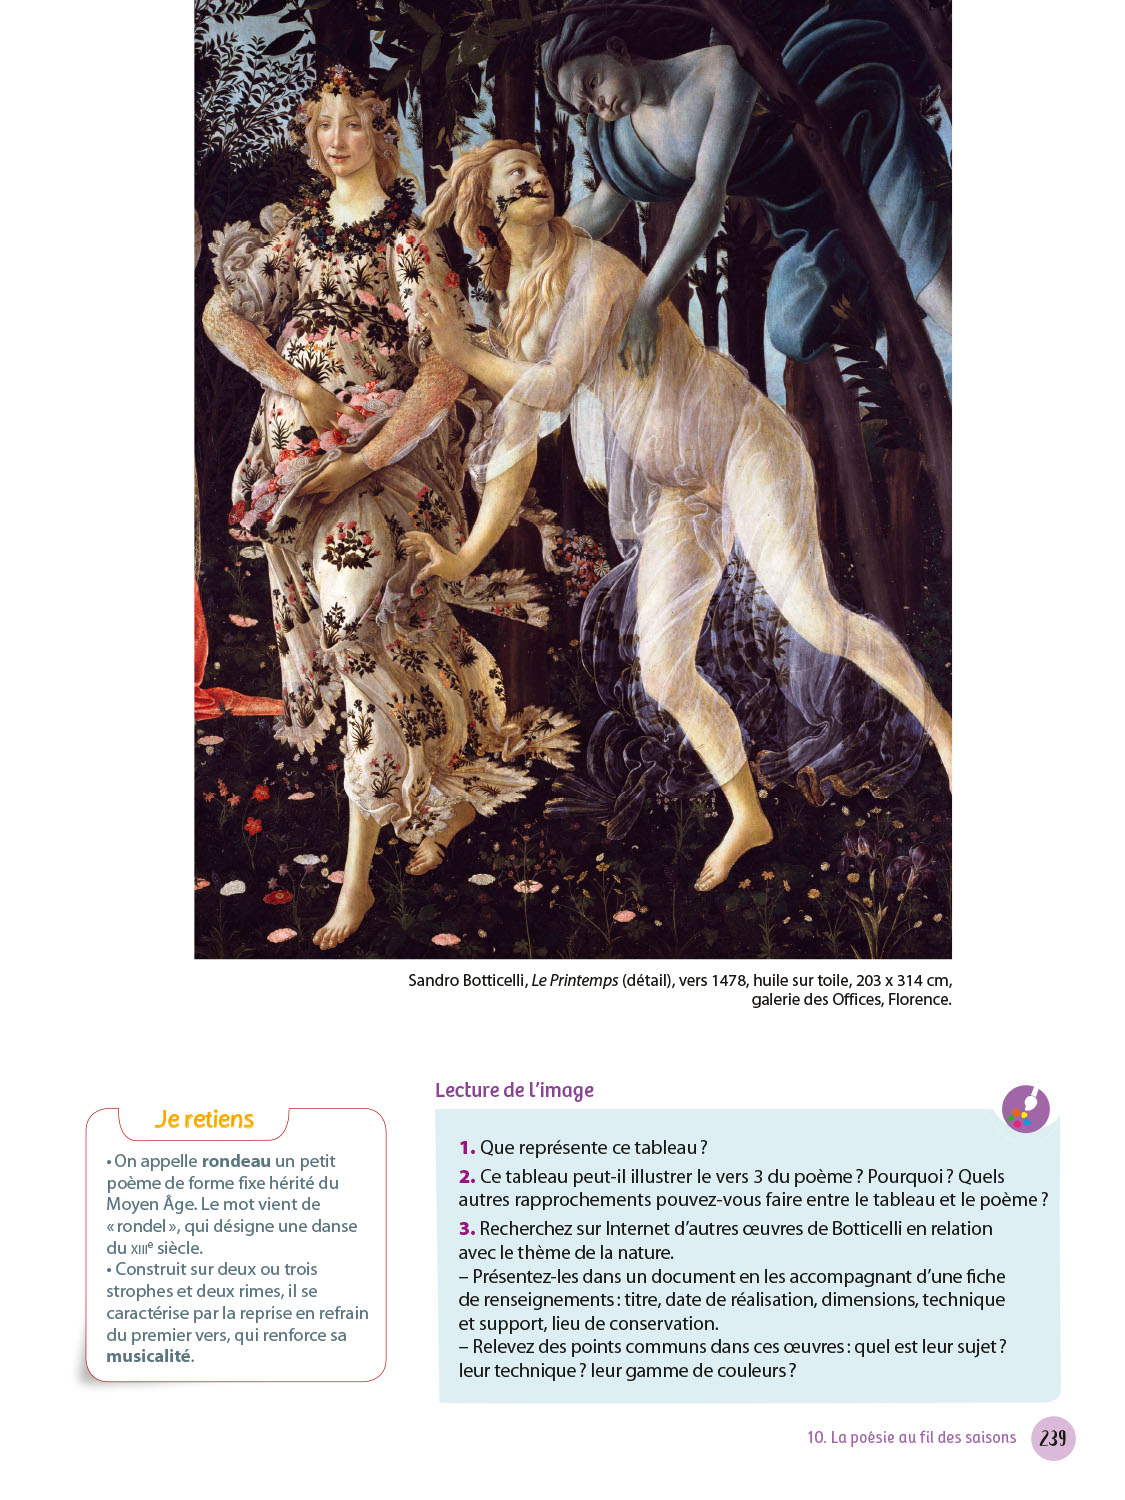 Sandro Botticelli, Le Printemps (détail), vers 1478, huile sur toile, 203 x 314 cm,
galerie des Offices, Florence.
Je retiens
• On appelle rondeau un petit
poème de forme fixe hérité du
Moyen Âge. Le mot vient de
« rondel », qui désigne une danse
du XIIIe siècle.
• Construit sur deux ou trois
strophes et deux rimes, il se
caractérise par la reprise en refrain
du premier vers, qui renforce sa
musicalité.
Lecture de l'image
1. Que représente ce tableau ?
2. Ce tableau peut-il illustrer le vers 3 du poème ? Pourquoi ? Quels
autres rapprochements pouvez-vous faire entre le tableau et le poème ?
3. Recherchez sur Internet d'autres œuvres de Botticelli en relation
avec le thème de la nature.
– Présentez-les dans un document en les accompagnant d'une fiche
de renseignements : titre, date de réalisation, dimensions, technique
et support, lieu de conservation.
– Relevez des points communs dans ces œuvres : quel est leur sujet ?
leur technique ? leur gamme de couleurs ?
10. La poésie au fil des saisons 239